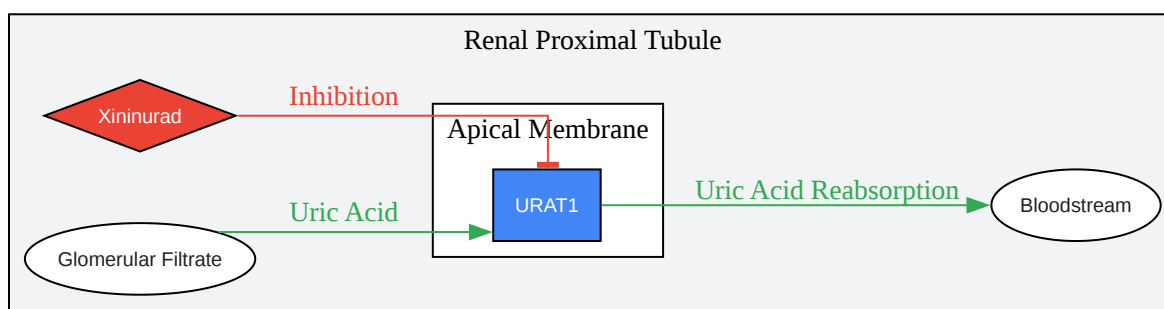 Renal Proximal Tubule
Xininurad
Inhibition
Apical Membrane
Uric Acid
URAT1
Uric Acid Reabsorption
Bloodstream
Glomerular Filtrate